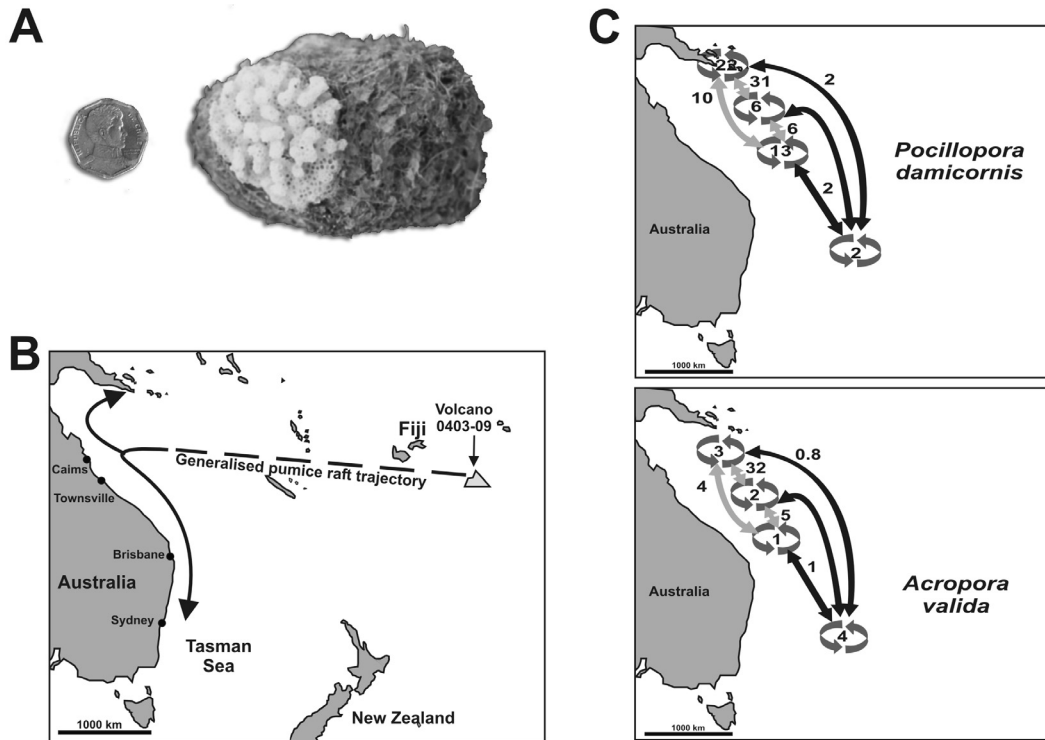 A
B
Volcano
0403-09
Fiji
Generalised pumice raft trajectory
Caims
Townsville
Brisbane
Australia
Sydney
Tasman
Sea
New Zealand
1000 km
C
22
2
31
10
6
6
13
Pocillopora
damicornis
2
Australia
2
1000 km
3
0.8
32
4
2
5
1
1
Australia
Acropora
valida
4
1000 km